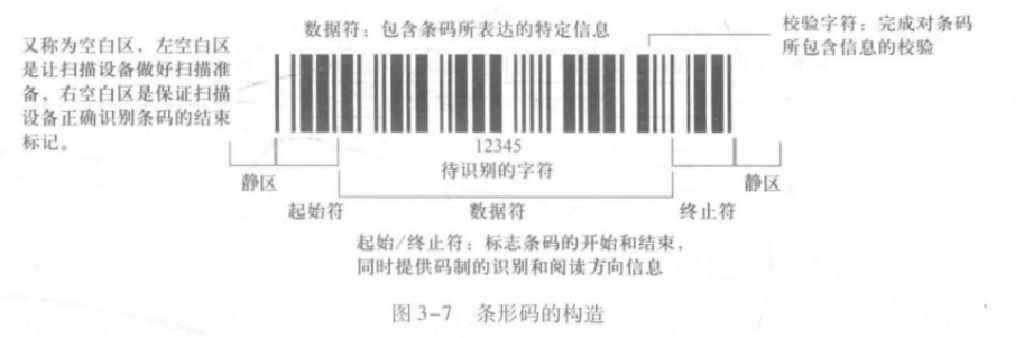 数据符：包含条码所表达的特定信息
校验字符：完成对条码
所包含信息的校验
又称为空白区，左空白区
是让扫描设备做好扫描准
备，右空白区是保证扫描
设备正确识别条码的结束
标记。
12345
待识别的字符
静区
静区
起始符
数据符
终止符
起始/终止符：标志条码的开始和结束，
同时提供码制的识别和阅读方向信息
图 3-7 条形码的构造